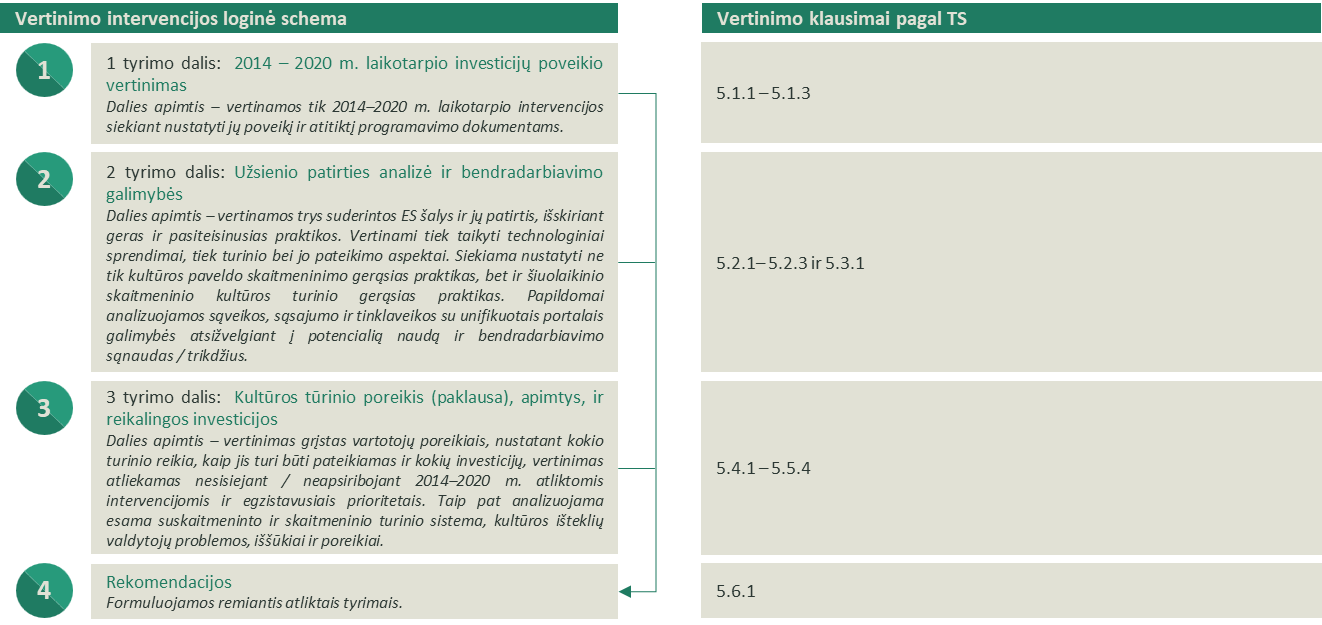 Vertinimo intervencijos loginė schema
Vertinimo klausimai pagal TS
1
1 tyrimo dalis: 2014 – 2020 m. laikotarpio investicijų poveikio
vertinimas
Dalies apimtis – vertinamos tik 2014–2020 m. laikotarpio intervencijos
siekiant nustatyti jų poveikį ir atitiktį programavimo dokumentams.
5.1.1 – 5.1.3
2
2 tyrimo dalis: Užsienio patirties analizė ir bendradarbiavimo
galimybės
Dalies apimtis – vertinamos trys suderintos ES šalys ir jų patirtis, išskiriant
geras ir pasiteisinusias praktikos. Vertinami tiek taikyti technologiniai
sprendimai, tiek turinio bei jo pateikimo aspektai. Siekiama nustatyti ne
tik kultūros paveldo skaitmeninimo gerąsias praktikas, bet ir šiuolaikinio
skaitmeninio kultūros turinio gerąsias praktikas. Papildomai
analizuojamos sąveikos, sąsajumo ir tinklaveikos su unifikuotais portalais
galimybės atsižvelgiant į potencialią naudą ir bendradarbiavimo
sąnaudas / trikdžius.
5.2.1– 5.2.3 ir 5.3.1
3
3 tyrimo dalis: Kultūros tūrinio poreikis (paklausa), apimtys, ir
reikalingos investicijos
Dalies apimtis – vertinimas grįstas vartotojų poreikiais, nustatant kokio
turinio reikia, kaip jis turi būti pateikiamas ir kokių investicijų, vertinimas
atliekamas nesisiejant / neapsiribojant 2014–2020 m. atliktomis
intervencijomis ir egzistavusiais prioritetais. Taip pat analizuojama
esama suskaitmeninto ir skaitmeninio turinio sistema, kultūros išteklių
valdytojų problemos, iššūkiai ir poreikiai.
5.4.1 – 5.5.4
4
Rekomendacijos
Formuluojamos remiantis atliktais tyrimais.
5.6.1